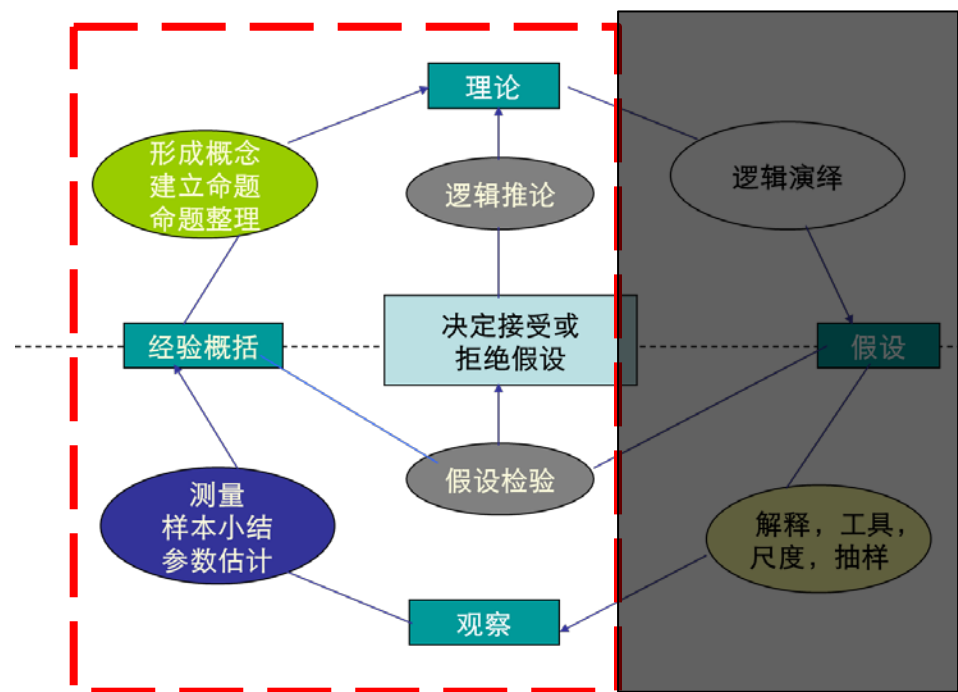 理论
形成概念
建立命题
命题整理
逻辑推论
逻辑演绎
经验概括
决定接受或
拒绝假设
假设
测量
样本小结
参数估计
假设检验
解释，工具，
尺度，抽样
观察